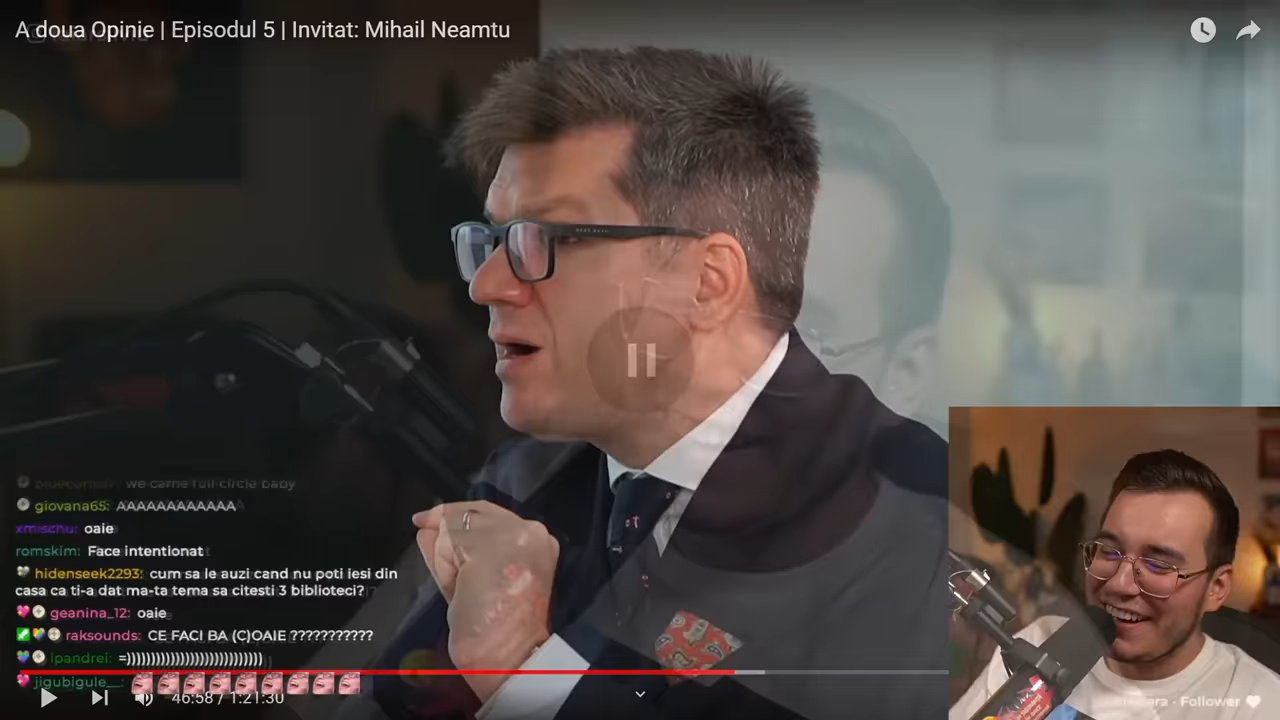 A doua Opinie | Episodul 5 | Invitat: Mihail Neamtu
we came full circle baby
giovana65: AAAAAAAAAAAA
xmischu: oaie
romskim: Face intentionat
hidenseek2293: cum sa le auzi cand nu poti iesi din
casa ca ti-a dat ma-ta tema sa citesti 3 biblioteci?
geanina_12: oaie
raksounds: CE FACI BA (C)OAIE ???????????
ipandrei: =))))))))))))))))))))))))))))
jigubigule__:
46:58 / 1:21:30
- Follower